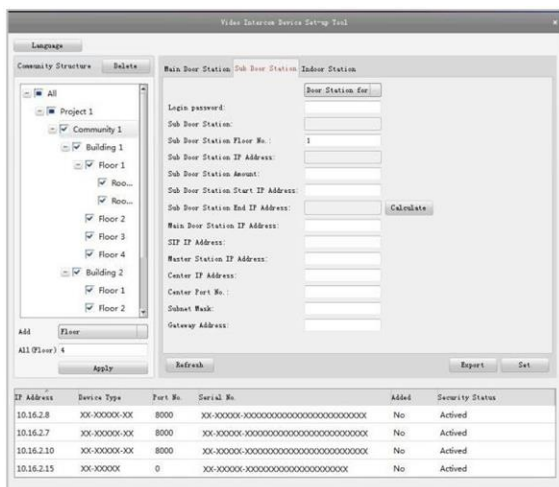 Video Intercom Device Set-up Tool
×
Language
Community Structure Delete
Main Door Station Sub Door Station Indoor Station
All
Project 1
Community 1
Building 1
Floor 1
Roo...
Roo...
Floor 2
Floor 3
Floor 4
Building 2
Floor 1
Floor 2
Add Floor
All(Floor) 4
Apply
Door Station for
Login password:
Sub Door Station:
Sub Door Station Floor No.: 1
Sub Door Station IP Address:
Sub Door Station Amount:
Sub Door Station Start IP Address:
Sub Door Station End IP Address: Calculate
Main Door Station IP Address:
SIP IP Address:
Master Station IP Address:
Center IP Address:
Center Port No.:
Subnet Mask:
Gateway Address:
Refresh Export Set
IP Address Device Type Port No. Serial No. Added Security Status
10.16.2.8 XX-XXXXX-XX 8000 XX-XXXXX-XXXXXXXXXXXXXXXXXXXXXXXX No Actived
10.16.2.7 XX-XXXXX-XX 8000 XX-XXXXX-XXXXXXXXXXXXXXXXXXXXXXXX No Actived
10.16.2.10 XX-XXXXX-XX 8000 XX-XXXXX-XXXXXXXXXXXXXXXXXXXXXXXX No Actived
10.16.2.15 XX-XXXXX 0 XX-XXXXX-XXXXXXXXXXXXXXXXXXXX No Actived